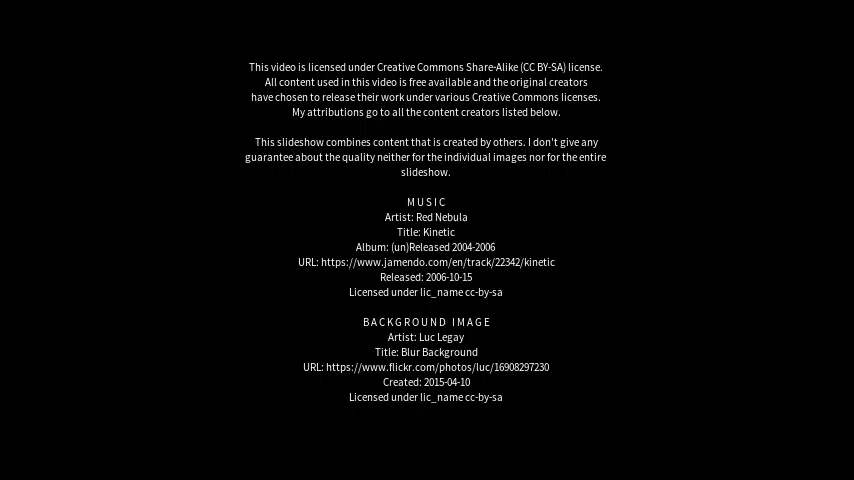 This video is licensed under Creative Commons Share-Alike (CC BY-SA) license.
All content used in this video is free available and the original creators
have chosen to release their work under various Creative Commons licenses.
My attributions go to all the content creators listed below.
This slideshow combines content that is created by others. I don't give any
guarantee about the quality neither for the individual images nor for the entire
slideshow.
MUSIC
Artist: Red Nebula
Title: Kinetic
Album: (un)Released 2004-2006
URL: https://www.jamendo.com/en/track/22342/kinetic
Released: 2006-10-15
Licensed under lic_name cc-by-sa
BACKGROUND IMAGE
Artist: Luc Legay
Title: Blur Background
URL: https://www.flickr.com/photos/luc/16908297230
Created: 2015-04-10
Licensed under lic_name cc-by-sa